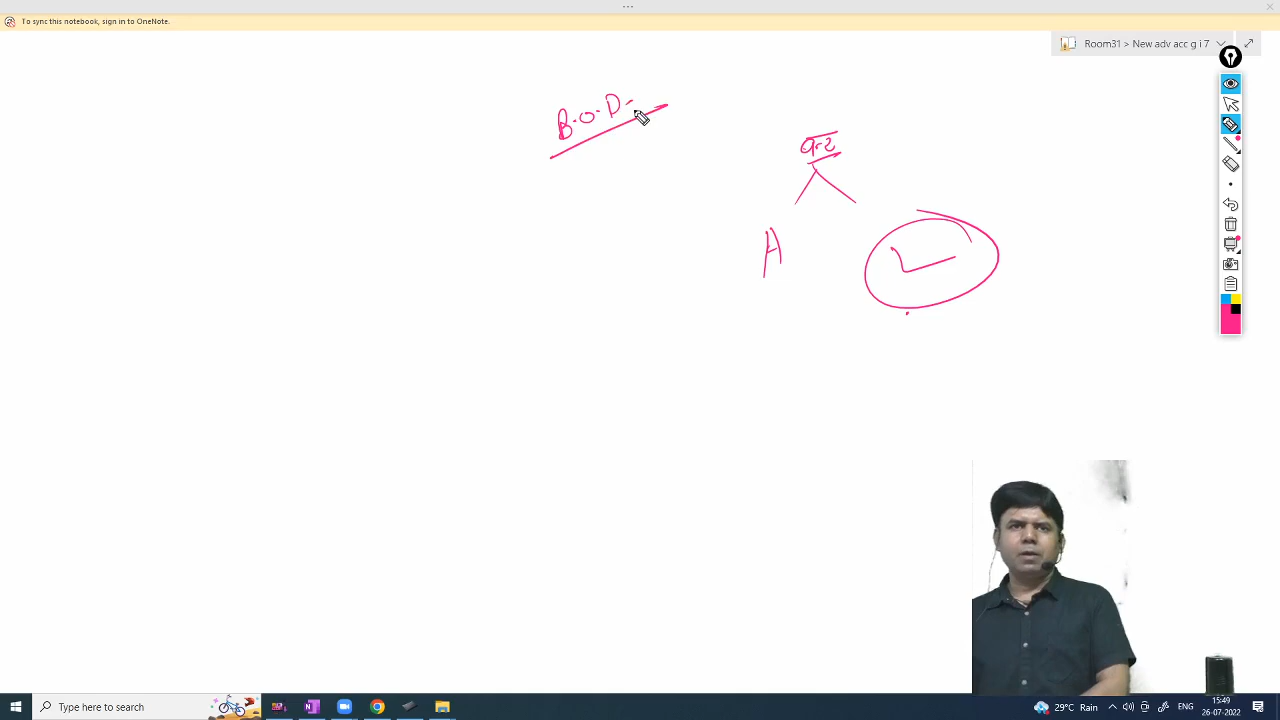 To sync this notebook, sign in to OneNote.
Room31 > New adv acc g i 7
B.O.D.
A
Type here to search
29°C Rain
ENG
15:49
26-07-2022